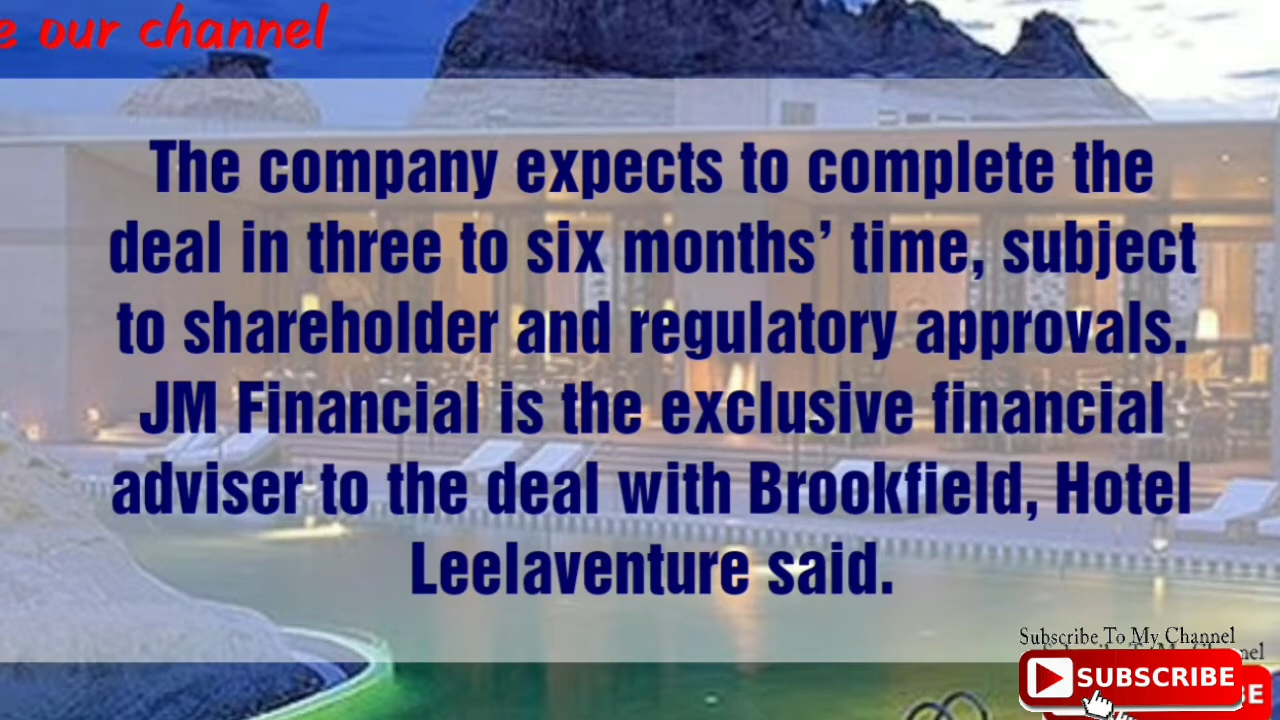 e our channel
The company expects to complete the
deal in three to six months’ time, subject
to shareholder and regulatory approvals.
JM Financial is the exclusive financial
adviser to the deal with Brookfield, Hotel
Leelaventure said.
Subscribe To My Channel
nel
SUBSCRIBE
BE